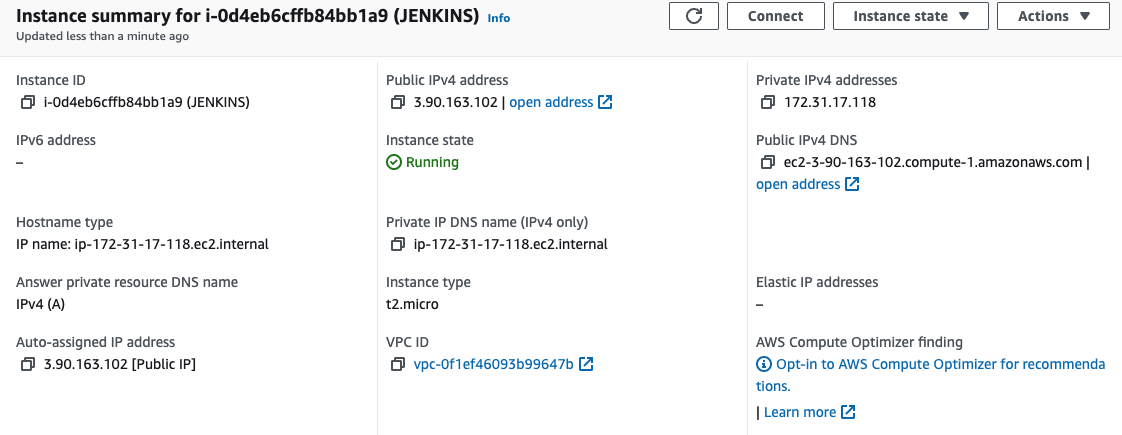 Instance summary for i-0d4eb6cffb84bb1a9 (JENKINS) Info
Updated less than a minute ago
Connect
Instance state
Actions
Instance ID
i-0d4eb6cffb84bb1a9 (JENKINS)
Public IPv4 address
3.90.163.102 | open address
Private IPv4 addresses
172.31.17.118
IPv6 address
–
Instance state
Running
Public IPv4 DNS
ec2-3-90-163-102.compute-1.amazonaws.com |
open address
Hostname type
IP name: ip-172-31-17-118.ec2.internal
Private IP DNS name (IPv4 only)
ip-172-31-17-118.ec2.internal
Answer private resource DNS name
IPv4 (A)
Instance type
t2.micro
Elastic IP addresses
–
Auto-assigned IP address
3.90.163.102 [Public IP]
VPC ID
vpc-0f1ef46093b99647b
AWS Compute Optimizer finding
Opt-in to AWS Compute Optimizer for recommenda
tions.
| Learn more